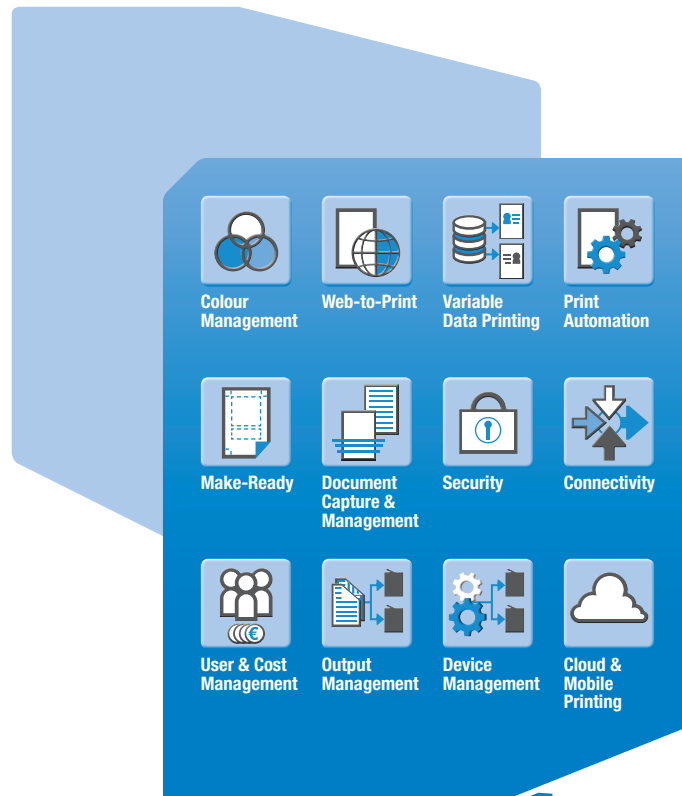 Colour
Management
Web-to-Print
Variable
Data Printing
Print
Automation
Make-Ready
Document
Capture &
Management
Security
Connectivity
€
User & Cost
Management
Output
Management
Device
Management
Cloud &
Mobile
Printing